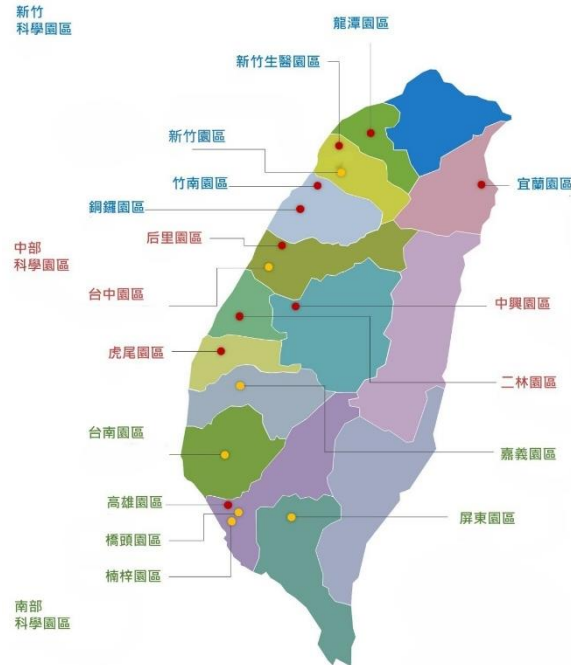 新竹
科學園區
龍潭園區
新竹生醫園區
新竹園區
竹南園區
宜蘭園區
銅鑼園區
后里園區
中部
科學園區
台中園區
中興園區
虎尾園區
二林園區
台南園區
嘉義園區
高雄園區
屏東園區
橋頭園區
楠梓園區
南部
科學園區